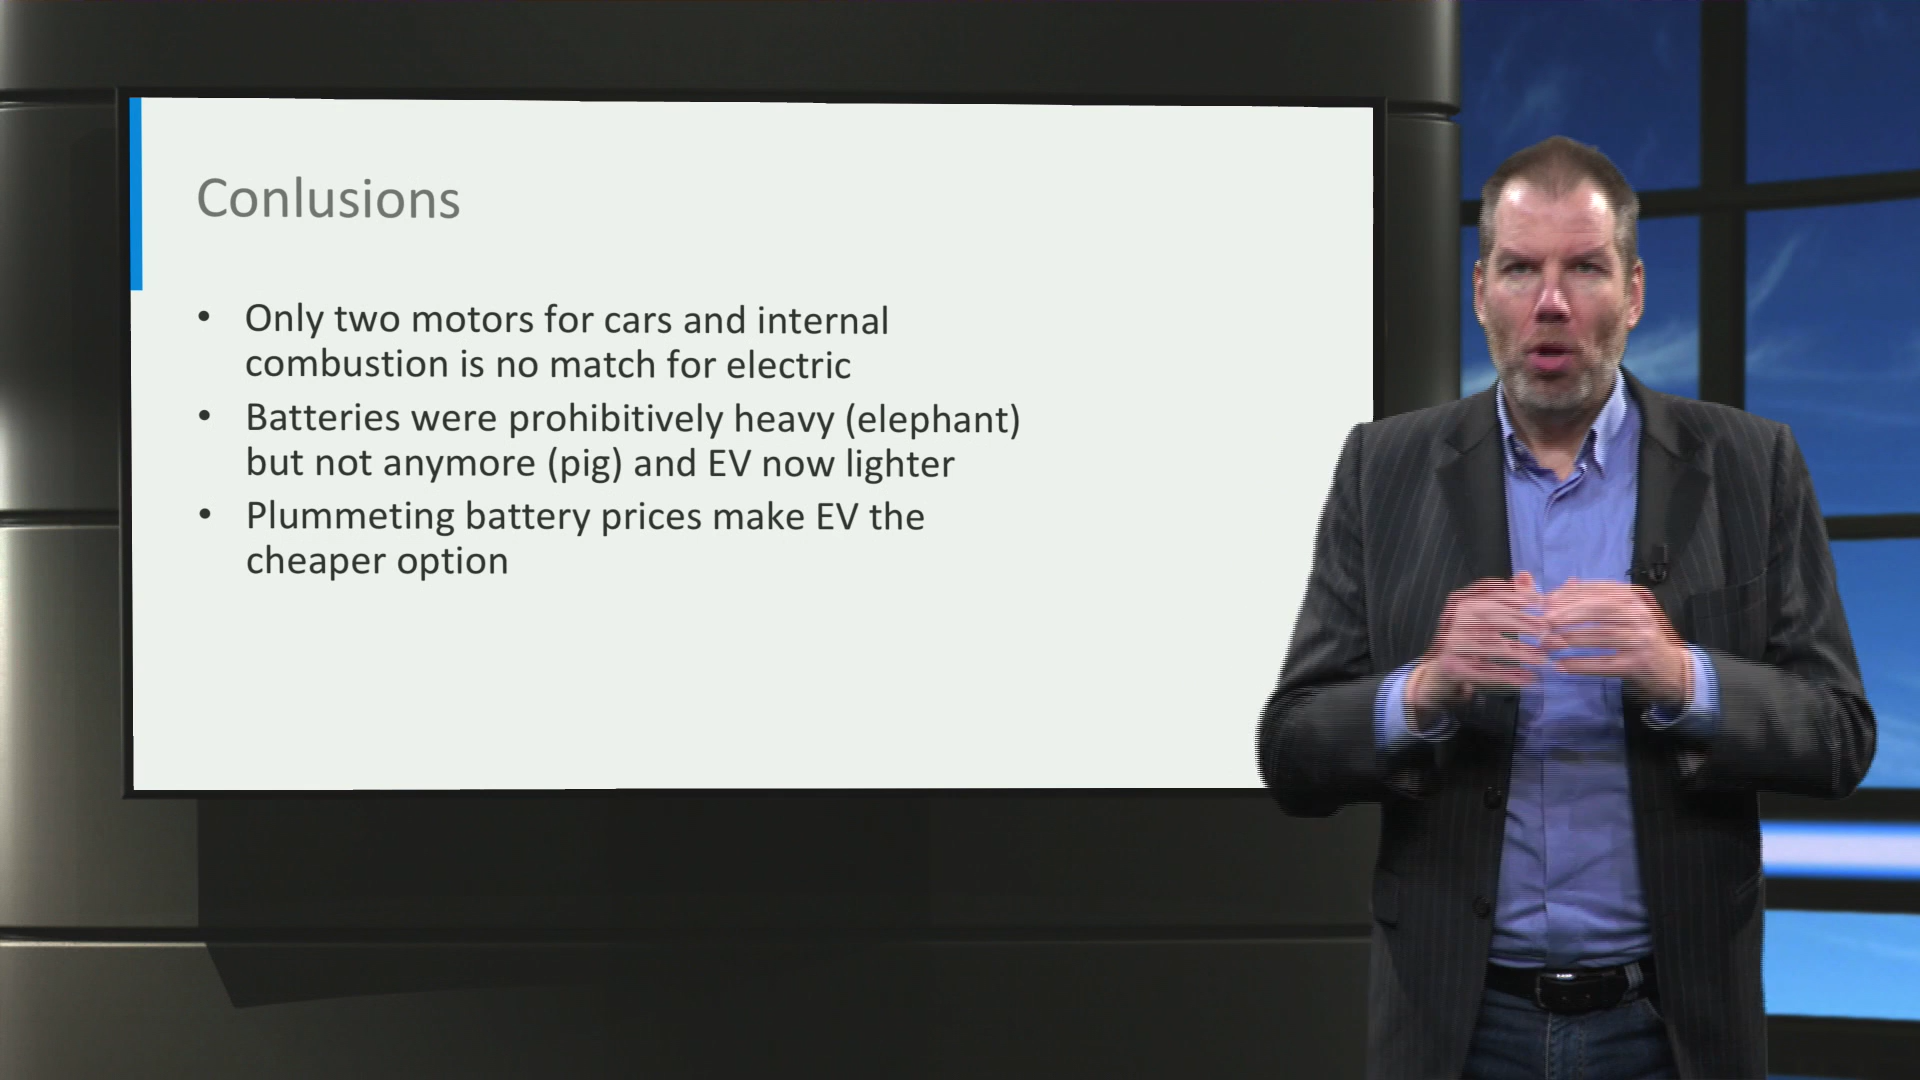 Conlusions
• Only two motors for cars and internal
combustion is no match for electric
• Batteries were prohibitively heavy (elephant)
but not anymore (pig) and EV now lighter
• Plummeting battery prices make EV the
cheaper option